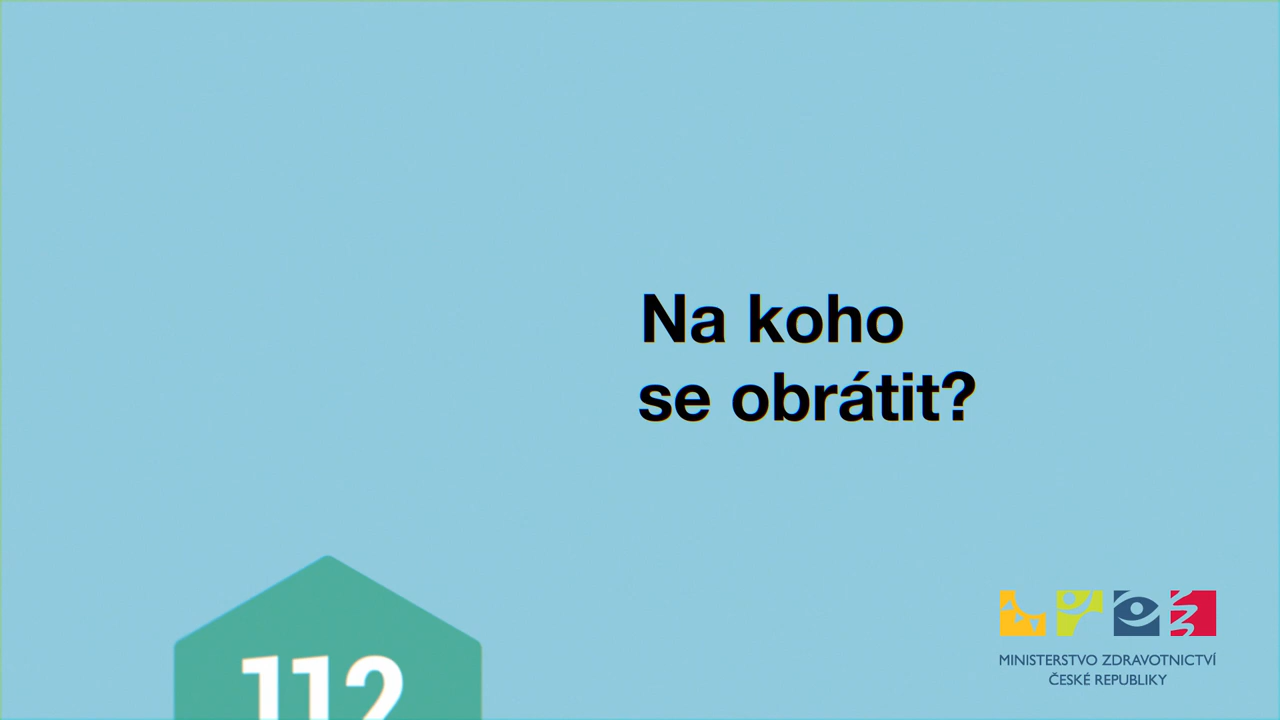 Na koho
se obrátit?
112
MINISTERSTVO ZDRAVOTNICTVÍ
ČESKÉ REPUBLIKY